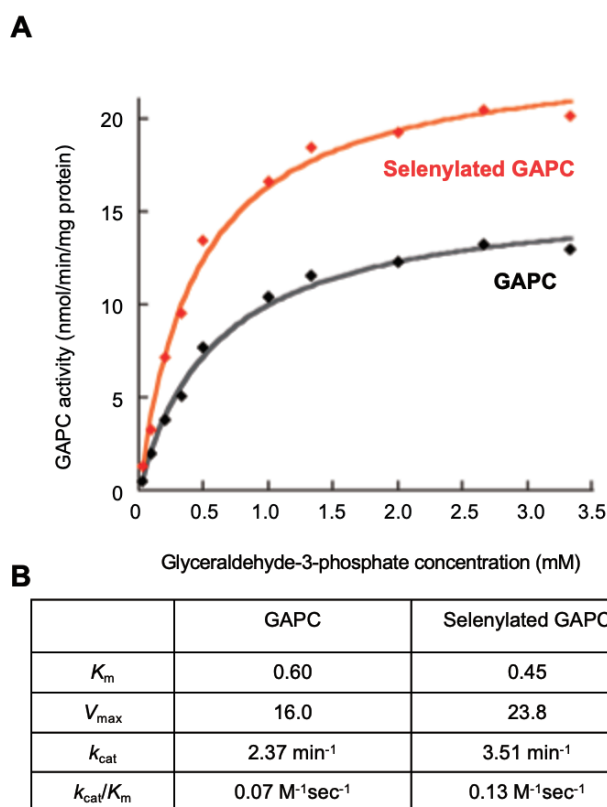 A
GAPC activity (nmol/min/mg protein)
20
15
10
5
0
Selenylated GAPC
GAPC
0 0.5 1.0 1.5 2.0 2.5 3.0 3.5
Glyceraldehyde-3-phosphate concentration (mM)
B
GAPC Selenylated GAPC
Km 0.60 0.45
Vmax 16.0 23.8
kcat 2.37 min⁻¹ 3.51 min⁻¹
kcat/Km 0.07 M⁻¹sec⁻¹ 0.13 M⁻¹sec⁻¹